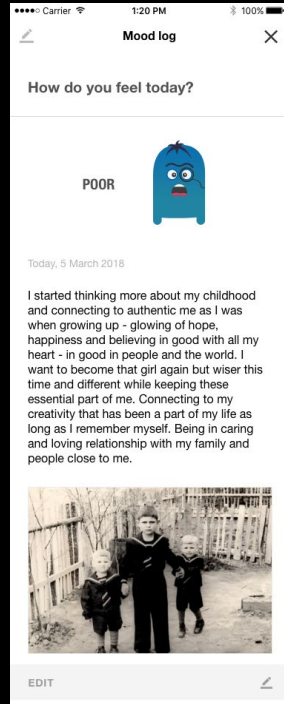 Carrier 1:20 PM 100%
Mood log
How do you feel today?
POOR
Today, 5 March 2018
I started thinking more about my childhood
and connecting to authentic me as I was
when growing up - glowing of hope,
happiness and believing in good with all my
heart - in good in people and the world. I
want to become that girl again but wiser this
time and different while keeping these
essential part of me. Connecting to my
creativity that has been a part of my life as
long as I remember myself. Being in caring
and loving relationship with my family and
people close to me.
EDIT